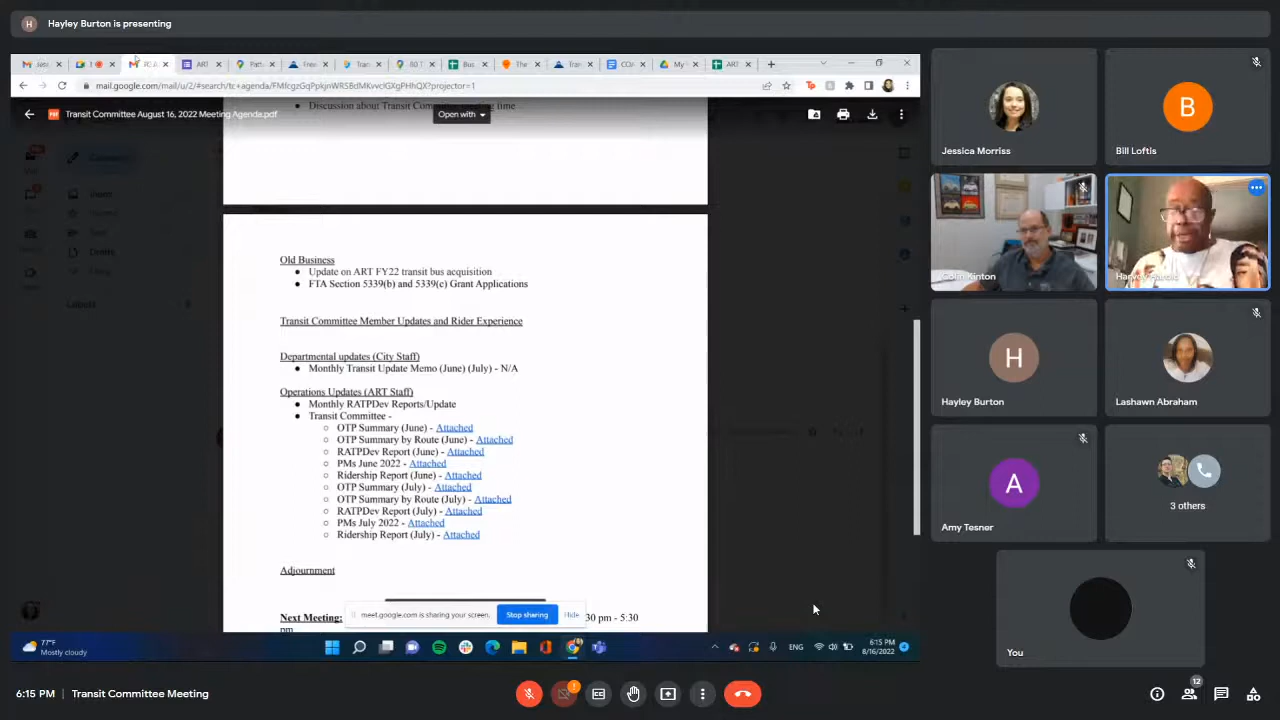 Hayley Burton is presenting
mail.google.com/mail/u/2/#search/tc+agenda/FMfcgzGqPpkjnWRSBdMKvvclGXgPHhQX?projector=1
Transit Committee August 16, 2022 Meeting Agenda.pdf
Open with
Discussion about Transit Committee meeting time
Old Business
Update on ART FY22 transit bus acquisition
FTA Section 5339(b) and 5339(c) Grant Applications
Transit Committee Member Updates and Rider Experience
Departmental updates (City Staff)
Monthly Transit Update Memo (June) (July) - N/A
Operations Updates (ART Staff)
Monthly RATPDev Reports/Update
Transit Committee -
OTP Summary (June) - Attached
OTP Summary by Route (June) - Attached
RATPDev Report (June) - Attached
PMs June 2022 - Attached
Ridership Report (June) - Attached
OTP Summary (July) - Attached
OTP Summary by Route (July) - Attached
RATPDev Report (July) - Attached
PMs July 2022 - Attached
Ridership Report (July) - Attached
Adjournment
Next Meeting:
30 pm - 5:30
pm
meet.google.com is sharing your screen.
Stop sharing
Hide
77°F
Mostly cloudy
ENG
6:15 PM
8/16/2022
Jessica Morriss
B
Bill Loftis
Colin Kinton
H
Hayley Burton
Lashawn Abraham
A
Amy Tesner
3 others
You
6:15 PM | Transit Committee Meeting
12